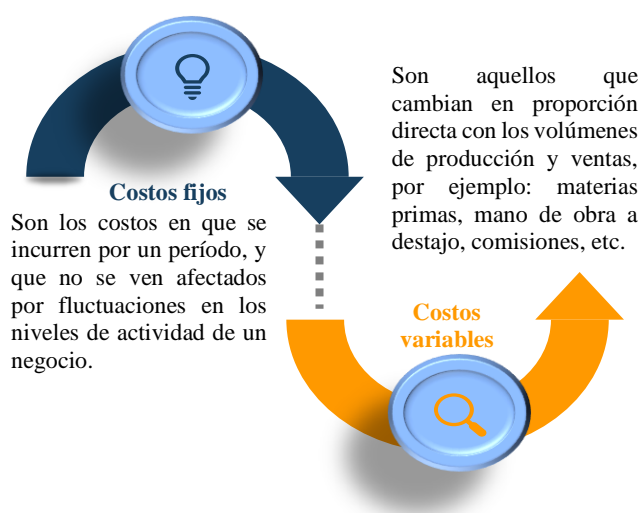 Costos fijos
Son los costos en que se
incurren por un período, y
que no se ven afectados
por fluctuaciones en los
niveles de actividad de un
negocio.
Son aquellos que
cambian en proporción
directa con los volúmenes
de producción y ventas,
por ejemplo: materias
primas, mano de obra a
destajo, comisiones, etc.
Costos
variables